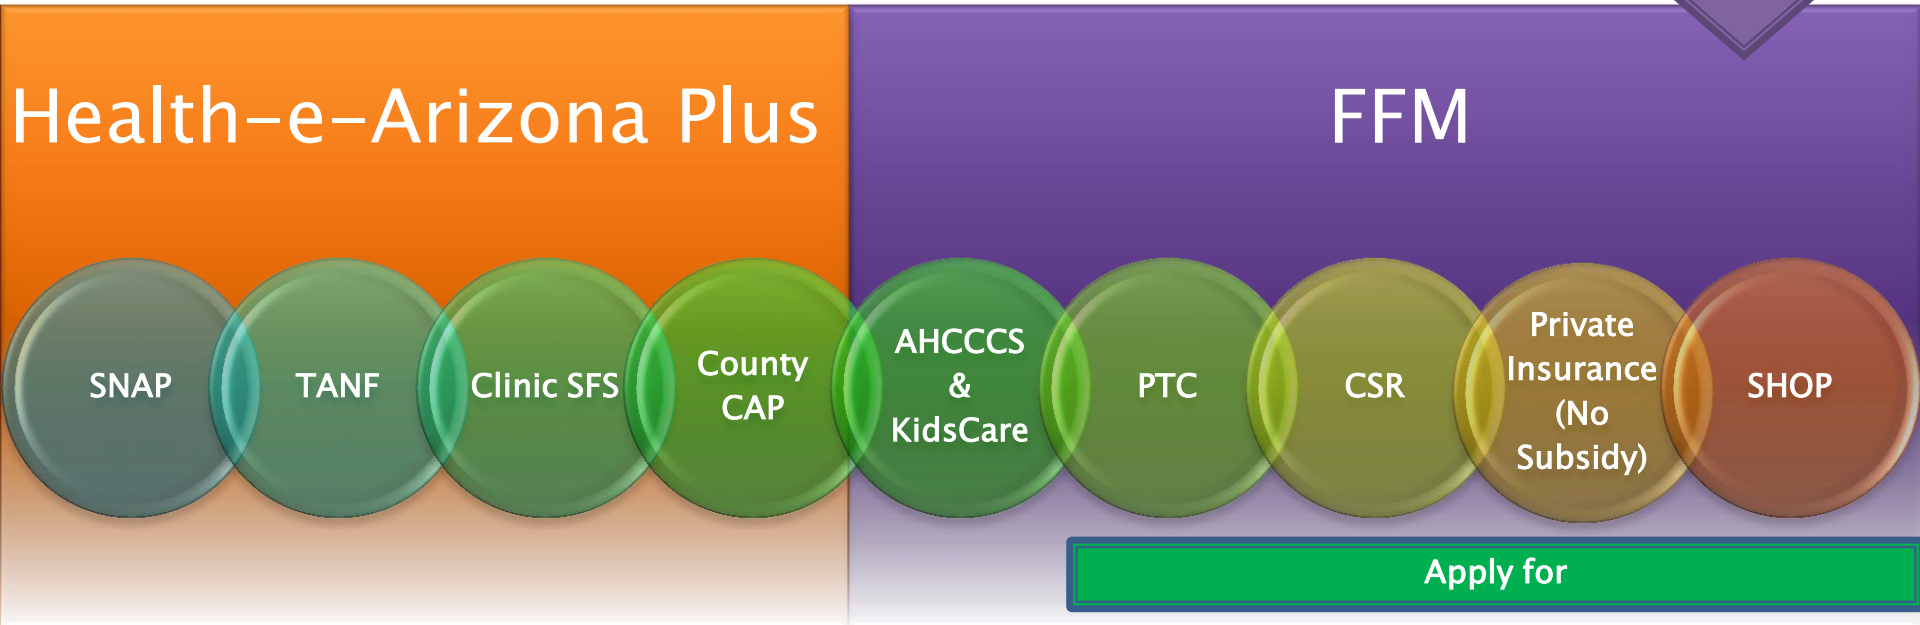 Health-e-Arizona Plus
FFM
SNAP
TANF
Clinic SFS
County
CAP
AHCCCS
&
KidsCare
PTC
CSR
Private
Insurance
(No
Subsidy)
SHOP
Apply for